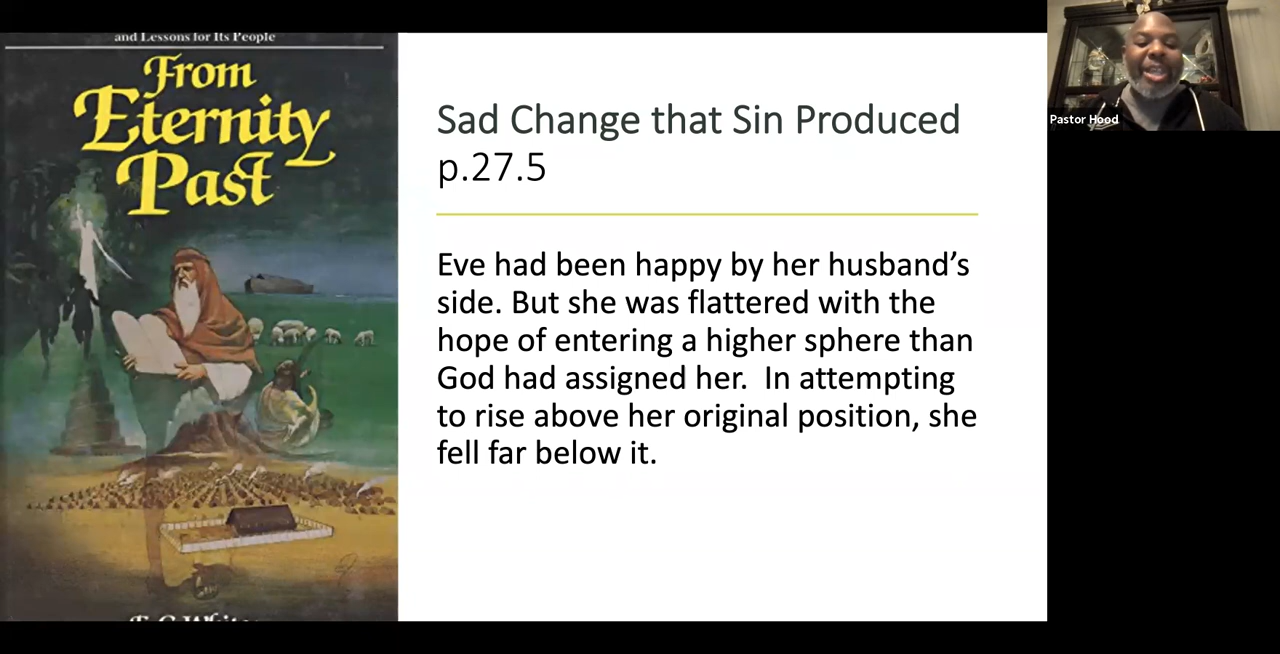 and Lessons for Its People
From
Eternity
Past
Sad Change that Sin Produced
p.27.5
Eve had been happy by her husband’s
side. But she was flattered with the
hope of entering a higher sphere than
God had assigned her.  In attempting
to rise above her original position, she
fell far below it.
Pastor Hood